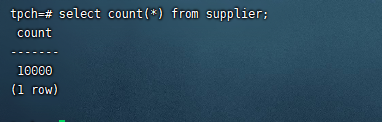 tpch=# select count(*) from supplier;
count
-------
10000
(1 row)